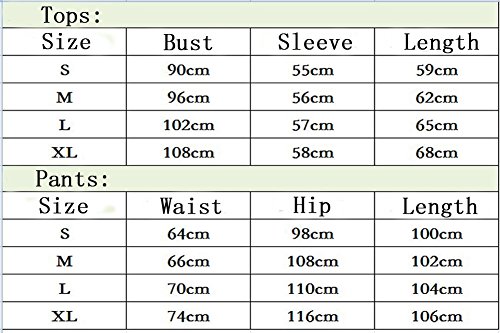 Tops:
Size Bust Sleeve Length
S 90cm 55cm 59cm
M 96cm 56cm 62cm
L 102cm 57cm 65cm
XL 108cm 58cm 68cm
Pants:
Size Waist Hip Length
S 64cm 98cm 100cm
M 66cm 108cm 102cm
L 70cm 110cm 104cm
XL 74cm 116cm 106cm